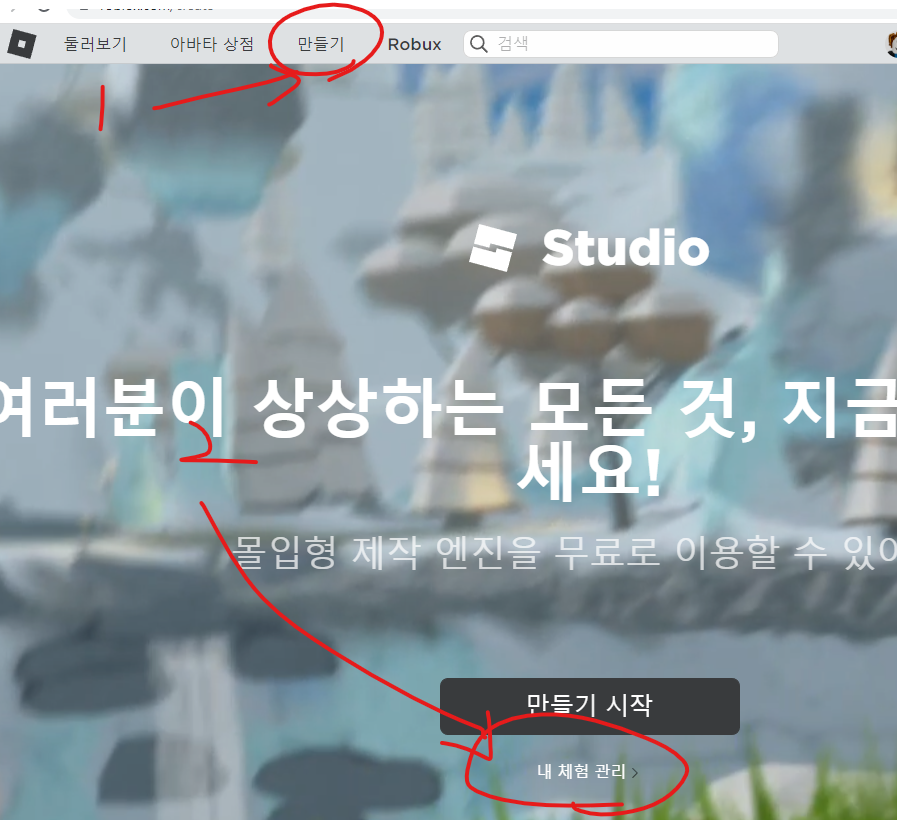 둘러보기 아바타 상점 만들기 Robux 검색
1
Studio
여러분이 상상하는 모든 것, 지금
세요!
2
몰입형 제작 엔진을 무료로 이용할 수 있어
만들기 시작
내 체험 관리 >